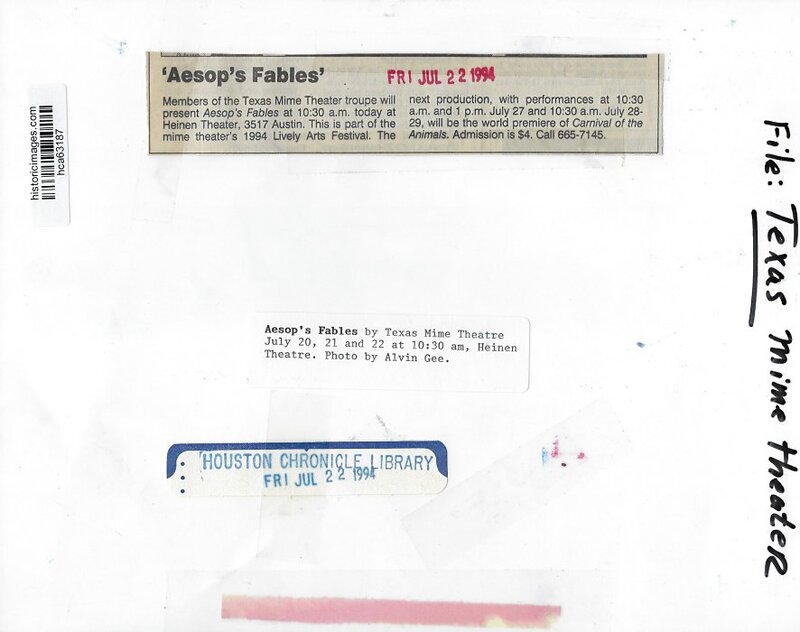 'Aesop's Fables'
FRI JUL 22 1994
Members of the Texas Mime Theater troupe will
present Aesop's Fables at 10:30 a.m. today at
Heinen Theater, 3517 Austin. This is part of the
mime theater's 1994 Lively Arts Festival. The
next production, with performances at 10:30
a.m. and 1 p.m. July 27 and 10:30 a.m. July 28-
29, will be the world premiere of Carnival of the
Animals. Admission is $4. Call 665-7145.
historicimages.com
hca63187
File: Texas mime theater
Aesop's Fables by Texas Mime Theatre
July 20, 21 and 22 at 10:30 am, Heinen
Theatre. Photo by Alvin Gee.
HOUSTON CHRONICLE LIBRARY
FRI JUL 22 1994